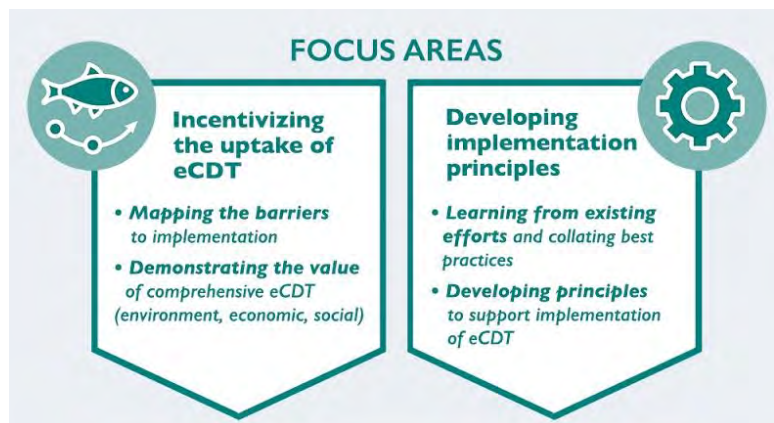 FOCUS AREAS
Incentivizing
the uptake of
eCDT
• Mapping the barriers
to implementation
• Demonstrating the value
of comprehensive eCDT
(environment, economic, social)
Developing
implementation
principles
• Learning from existing
efforts and collating best
practices
• Developing principles
to support implementation
of eCDT